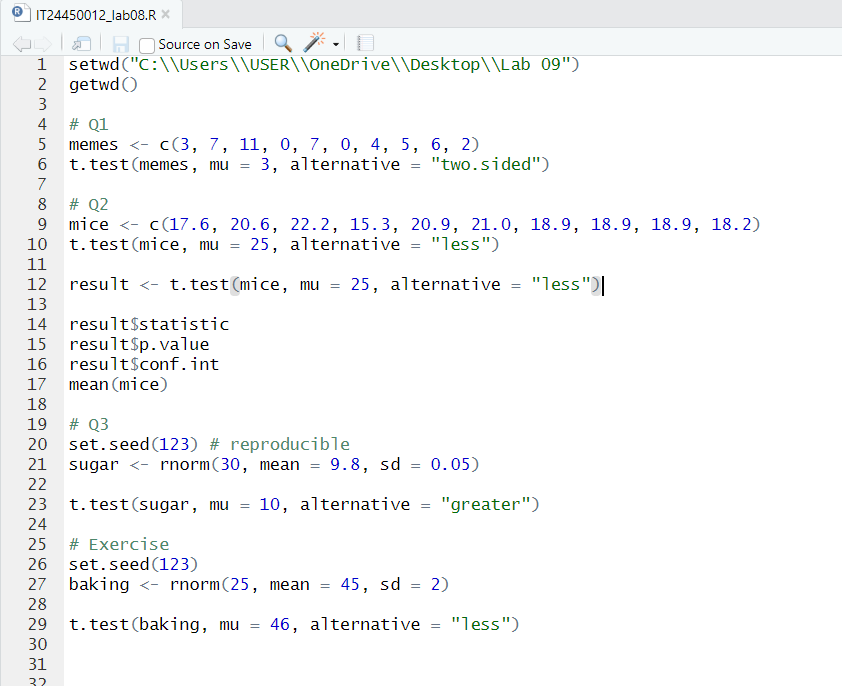 IT24450012_lab08.R
Source on Save
1 setwd("C:\\Users\\USER\\OneDrive\\Desktop\\Lab 09")
2 getwd()
3
4 # Q1
5 memes <- c(3, 7, 11, 0, 7, 0, 4, 5, 6, 2)
6 t.test(memes, mu = 3, alternative = "two.sided")
7
8 # Q2
9 mice <- c(17.6, 20.6, 22.2, 15.3, 20.9, 21.0, 18.9, 18.9, 18.9, 18.2)
10 t.test(mice, mu = 25, alternative = "less")
11
12 result <- t.test(mice, mu = 25, alternative = "less")
13
14 result$statistic
15 result$p.value
16 result$conf.int
17 mean(mice)
18
19 # Q3
20 set.seed(123) # reproducible
21 sugar <- rnorm(30, mean = 9.8, sd = 0.05)
22
23 t.test(sugar, mu = 10, alternative = "greater")
24
25 # Exercise
26 set.seed(123)
27 baking <- rnorm(25, mean = 45, sd = 2)
28
29 t.test(baking, mu = 46, alternative = "less")
30
31
32